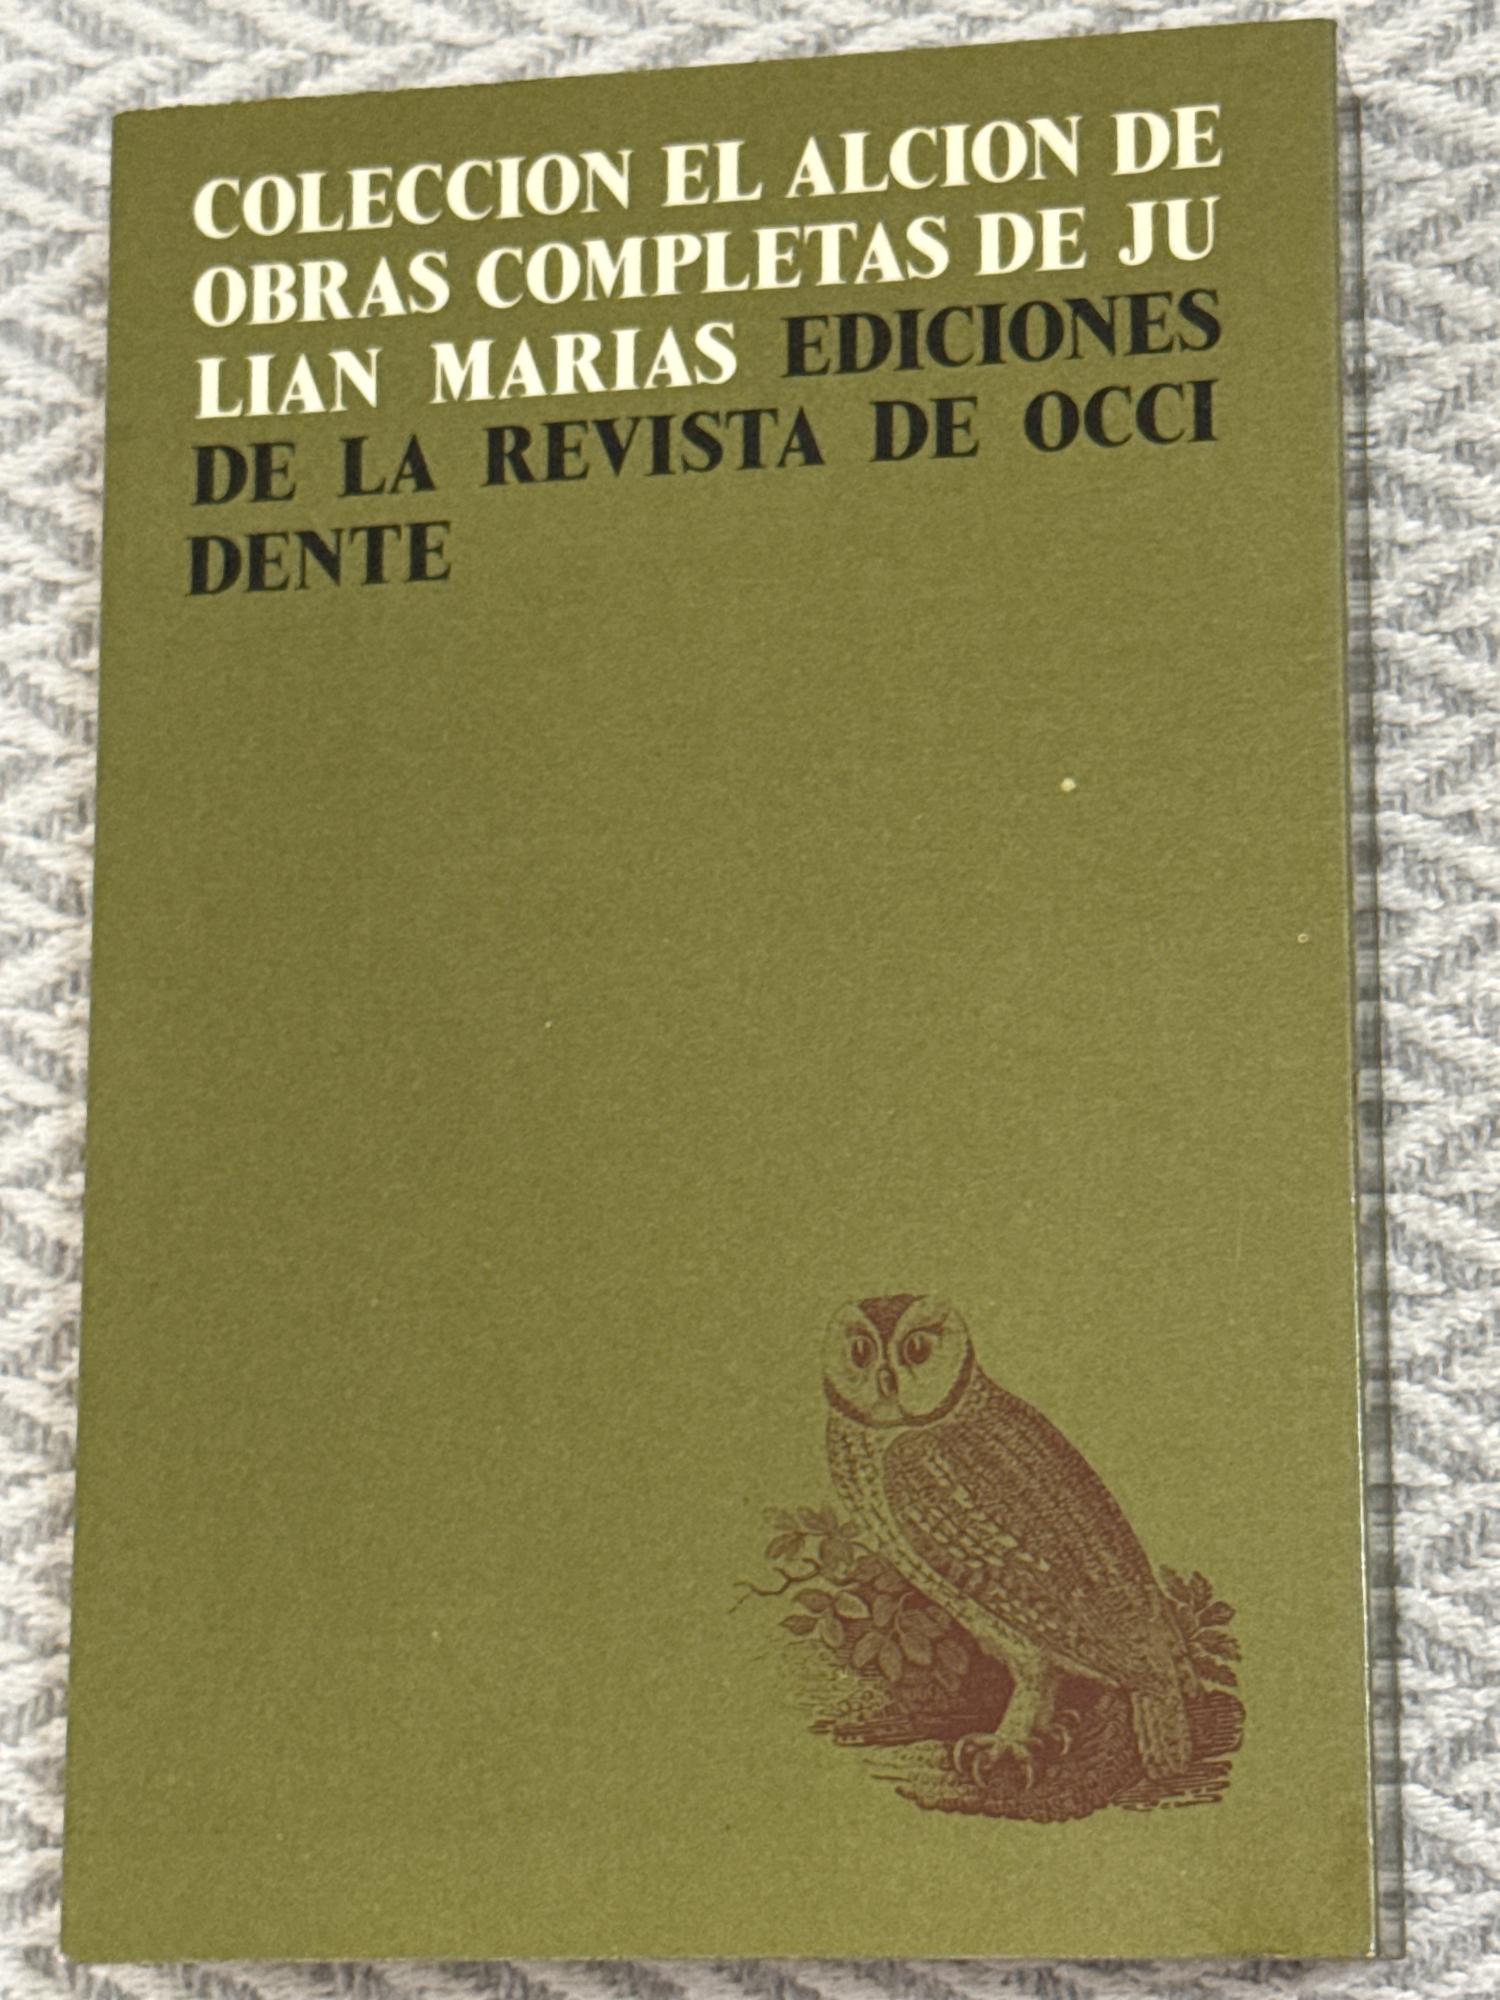 COLECCION EL ALCION DE
OBRAS COMPLETAS DE JU
LIAN MARIAS EDICIONES
DE LA REVISTA DE OCCI
DENTE